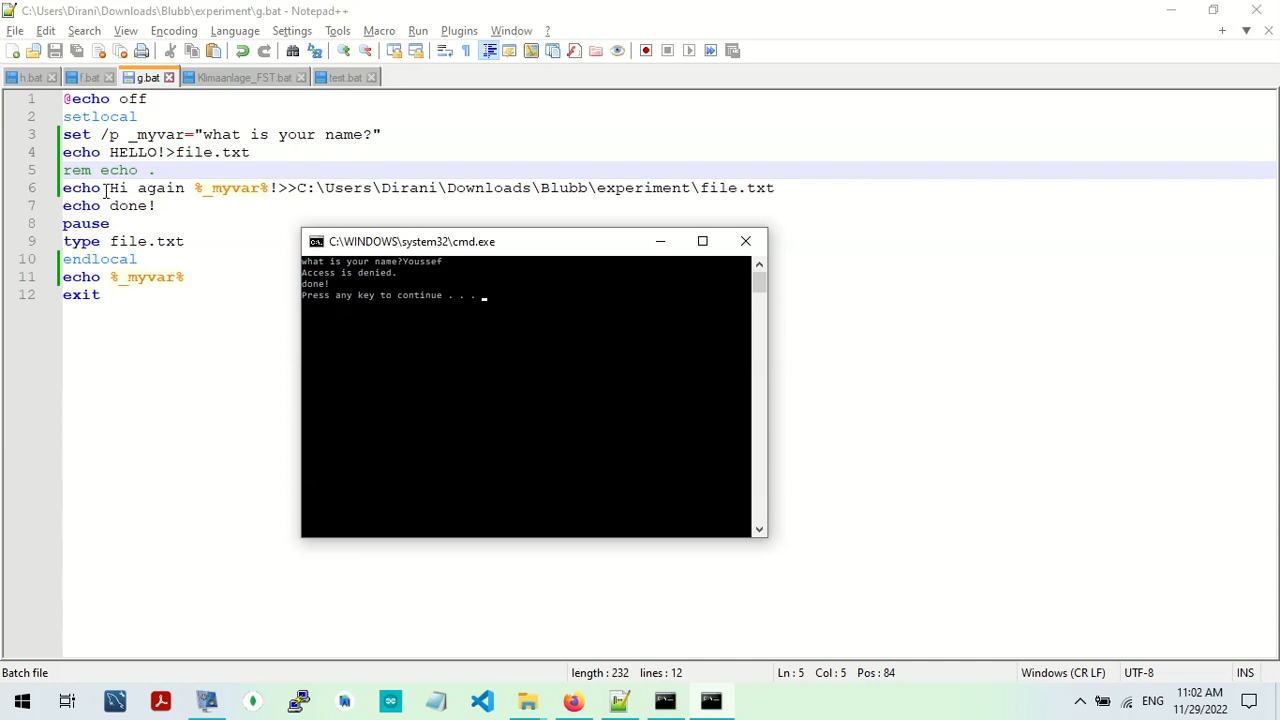 C:\Users\Dirani\Downloads\Blubb\experiment\g.bat - Notepad++
File Edit Search View Encoding Language Settings Tools Macro Run Plugins Window ?
h.bat f.bat g.bat Klimaanlage_FST.bat test.bat
1 @echo off
2 setlocal
3 set /p _myvar="what is your name?"
4 echo HELLO!>file.txt
5 rem echo .
6 echo Hi again %_myvar%!>>C:\Users\Dirani\Downloads\Blubb\experiment\file.txt
7 echo done!
8 pause
9 type file.txt
10 endlocal
11 echo %_myvar%
12 exit
C:\WINDOWS\system32\cmd.exe
what is your name?Youssef
Access is denied.
done!
Press any key to continue . . .
Batch file length : 232 lines : 12 Ln : 5 Col : 5 Pos : 84 Windows (CR LF) UTF-8 INS
ENG 11:02 AM
11/29/2022